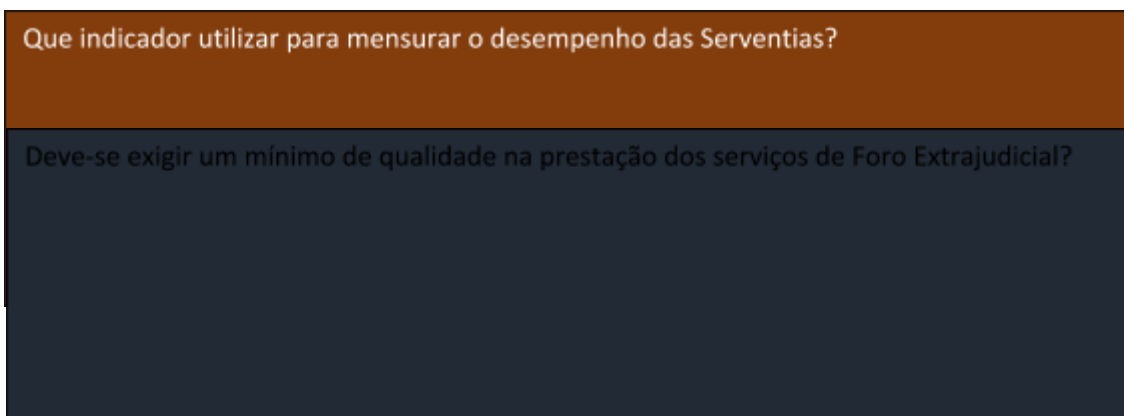 Que indicador utilizar para mensurar o desempenho das Serventias?
Deve-se exigir um mínimo de qualidade na prestação dos serviços de Foro Extrajudicial?